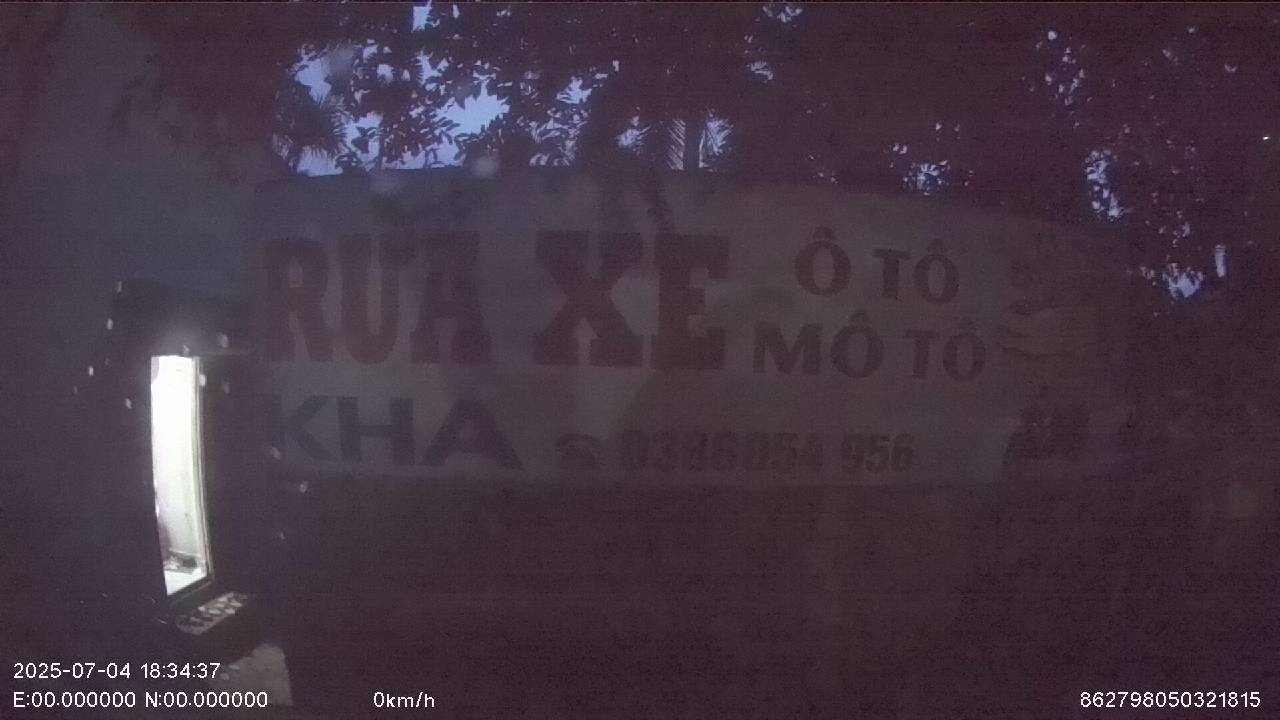 RỬA XE
Ô TÔ
MÔ TÔ
KHA
☎ 0386054 956
2025-07-04 18:34:37
E:00.000000 N:00.000000 0km/h 862798050321815